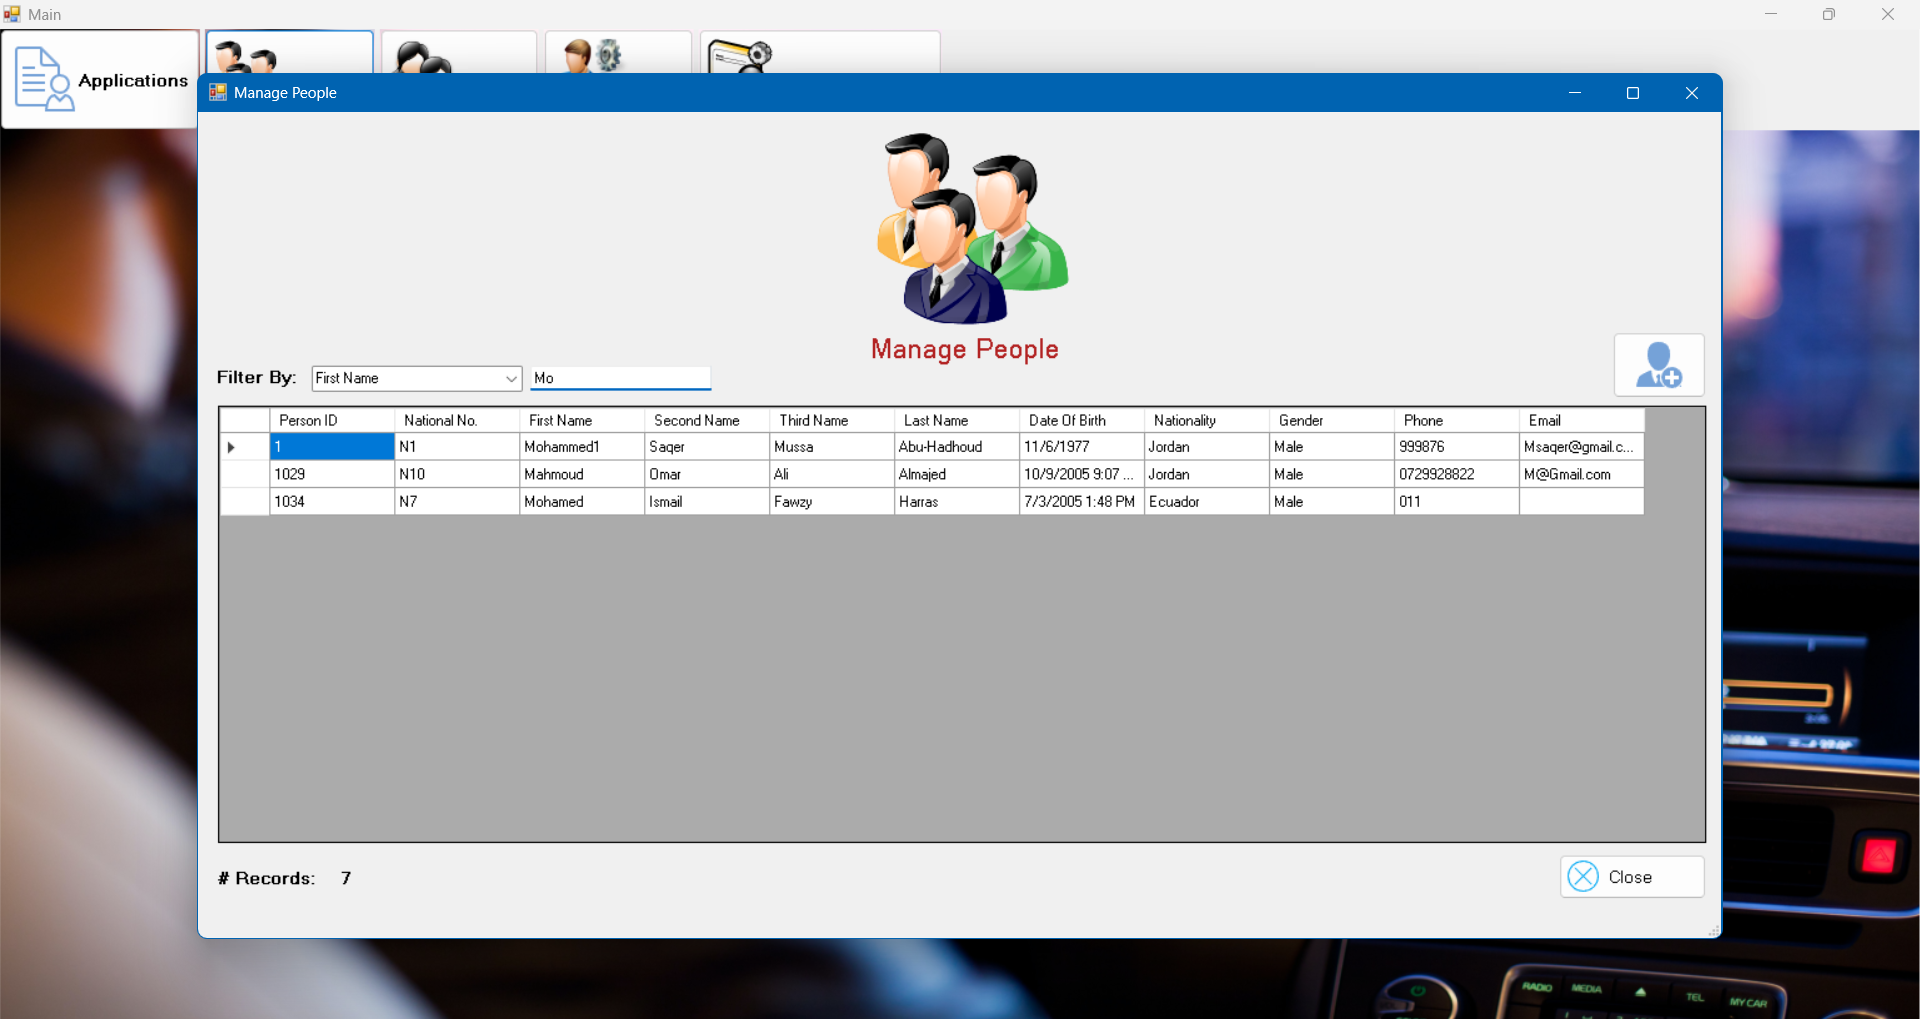 Main
Applications
Manage People
Manage People
Filter By: First Name Mo
Person ID National No. First Name Second Name Third Name Last Name Date Of Birth Nationality Gender Phone Email
1 N1 Mohammed1 Saqer Mussa Abu-Hadhoud 11/6/1977 Jordan Male 999876 Msaqer@gmail.c...
1029 N10 Mahmoud Omar Ali Almajed 10/9/2005 9:07 ... Jordan Male 0729928822 M@Gmail.com
1034 N7 Mohamed Ismail Fawzy Harras 7/3/2005 1:48 PM Ecuador Male 011
# Records: 7
Close
RADIO MEDIA TEL MY CAR